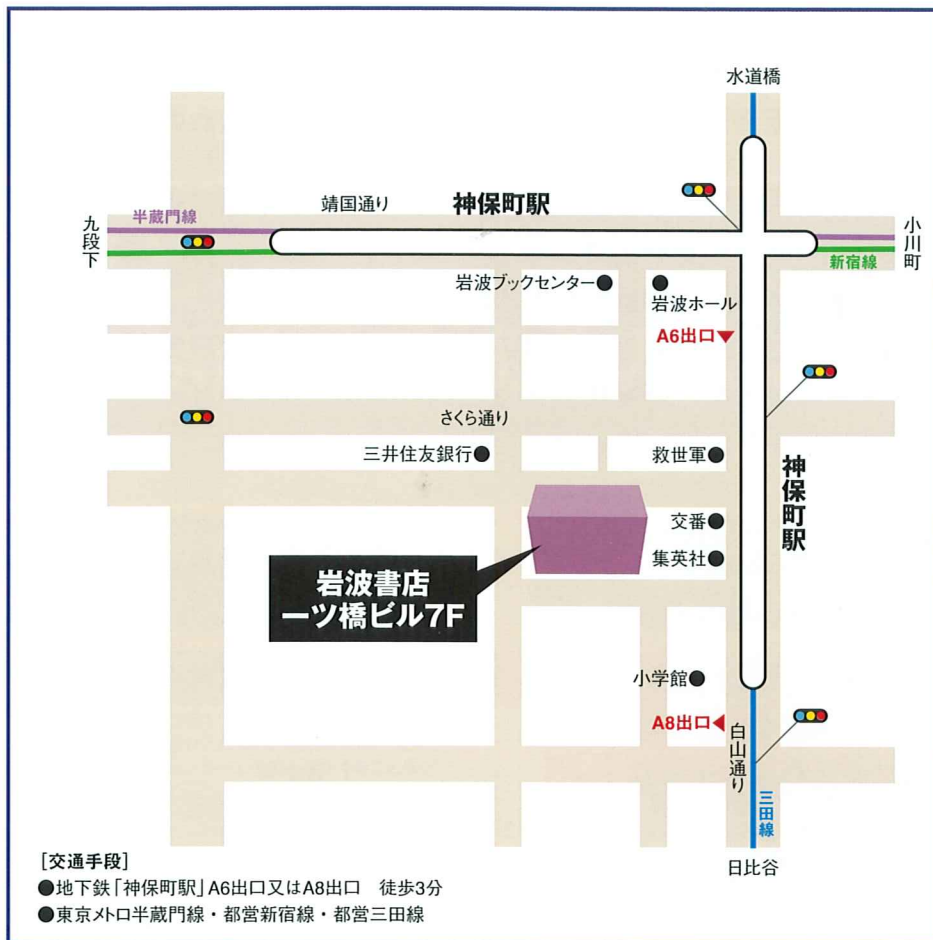 水道橋
靖国通り
神保町駅
半蔵門線
九段下
小川町
新宿線
岩波ブックセンター
岩波ホール
A6出口
さくら通り
三井住友銀行
救世軍
神保町駅
交番
集英社
岩波書店
一ツ橋ビル7F
小学館
A8出口
白山通り
三田線
日比谷
[交通手段]
●地下鉄「神保町駅」A6出口又はA8出口 徒歩3分
●東京メトロ半蔵門線・都営新宿線・都営三田線